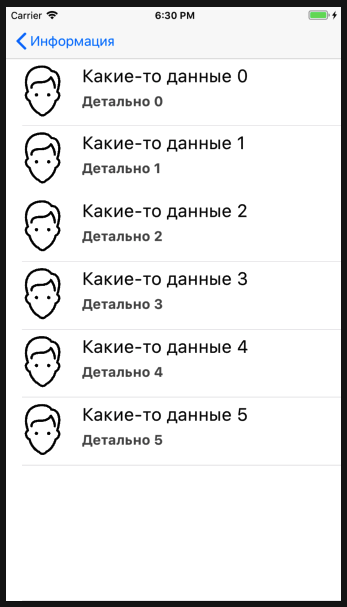 Carrier 6:30 PM
Информация
Какие-то данные 0
Детально 0
Какие-то данные 1
Детально 1
Какие-то данные 2
Детально 2
Какие-то данные 3
Детально 3
Какие-то данные 4
Детально 4
Какие-то данные 5
Детально 5